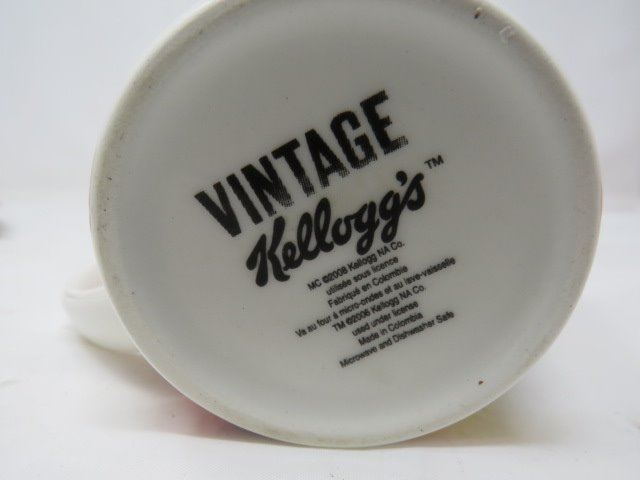 VINTAGE
Kellogg's™
MC ©2006 Kellogg NA Co.
utilisée sous licence
Fabriqué en Colombie
Va au four à micro-ondes et au lave-vaisselle
TM ©2006 Kellogg NA Co.
used under license
Made in Colombia
Microwave and Dishwasher Safe